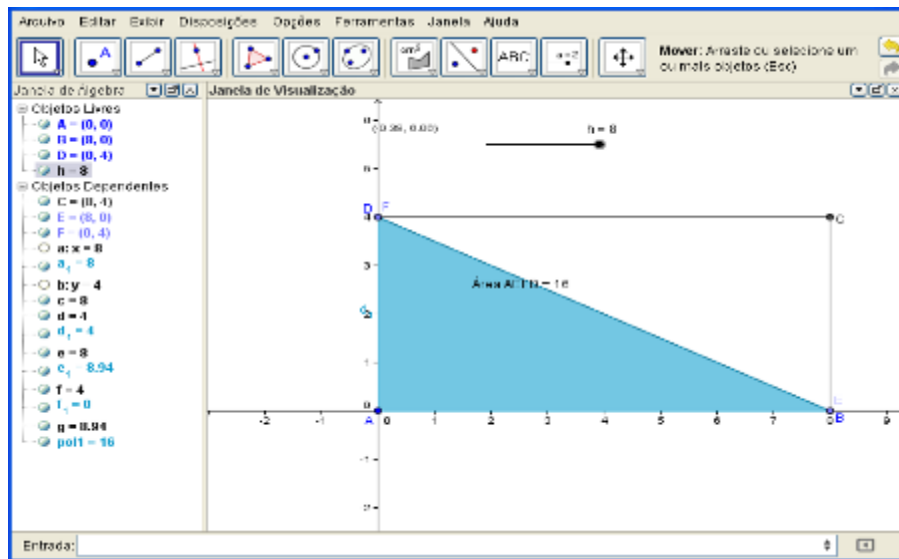 Arquivo Editar Exibir Disposições Opções Ferramentas Janela Ajuda
ABC
a=2
Mover: Arraste ou selecione um
ou mais objetos (Esc)
Janela de Álgebra
Janela de Visualização
Objetos Livres
A = (0, 0)
B = (8, 0)
D = (0, 4)
h = 8
Objetos Dependentes
C = (8, 4)
E = (8, 0)
F = (0, 4)
a: x = 8
a₁ = 8
b: y = 4
c = 8
d = 4
d₁ = 4
e = 8
e₁ = 8.94
f = 4
f₁ = 0
g = 8.94
pol1 = 16
h = 8
D F
C
A
E
B
8
4
3
2
1
0
-1
-2
-2 -1 0 1 2 3 4 5 6 7 8 9
Entrada: